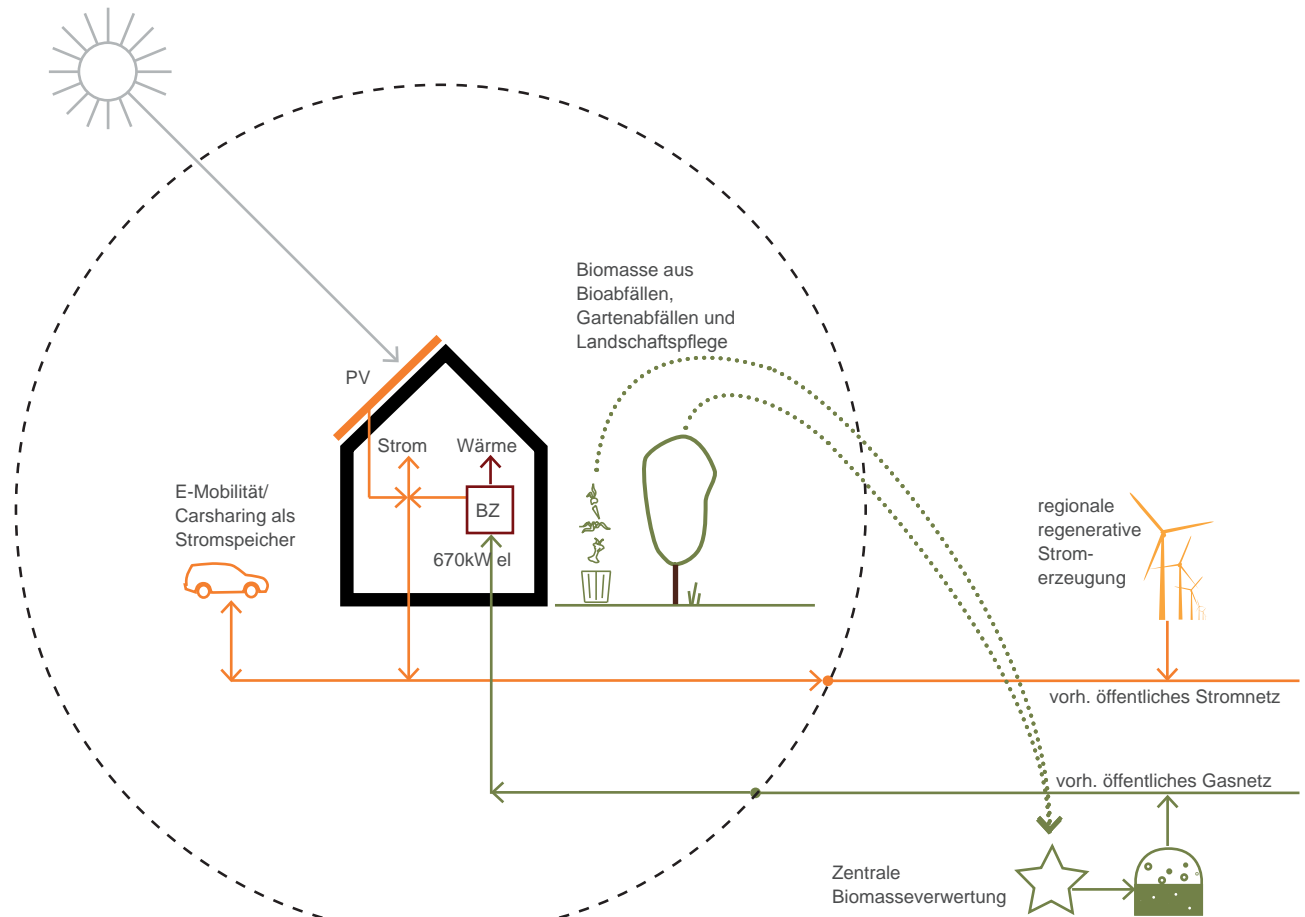 Biomasse aus
Bioabfällen,
Gartenabfällen und
Landschaftspflege
PV
Strom
Wärme
BZ
670kW el
E-Mobilität/
Carsharing als
Stromspeicher
regionale
regenerative
Strom-
erzeugung
vorh. öffentliches Stromnetz
vorh. öffentliches Gasnetz
Zentrale
Biomasseverwertung